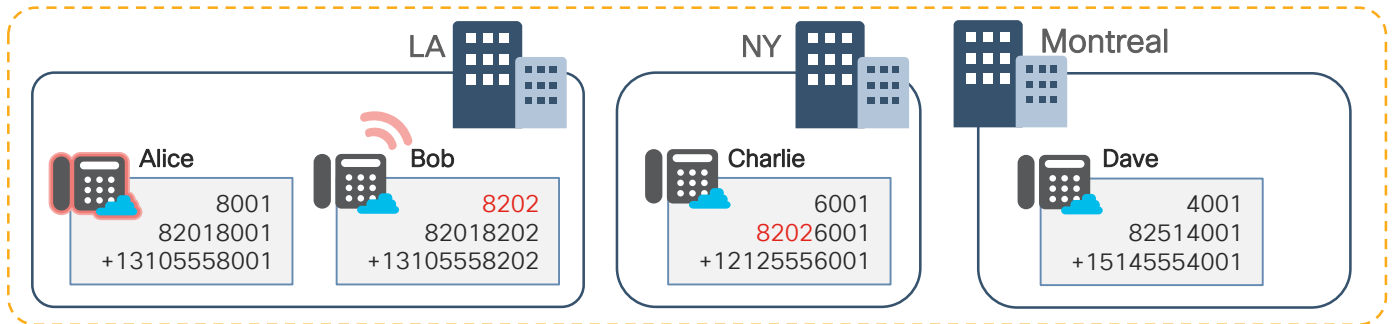 LA
Alice
8001
82018001
+13105558001
Bob
8202
82018202
+13105558202
NY
Charlie
6001
82026001
+12125556001
Montreal
Dave
4001
82514001
+15145554001